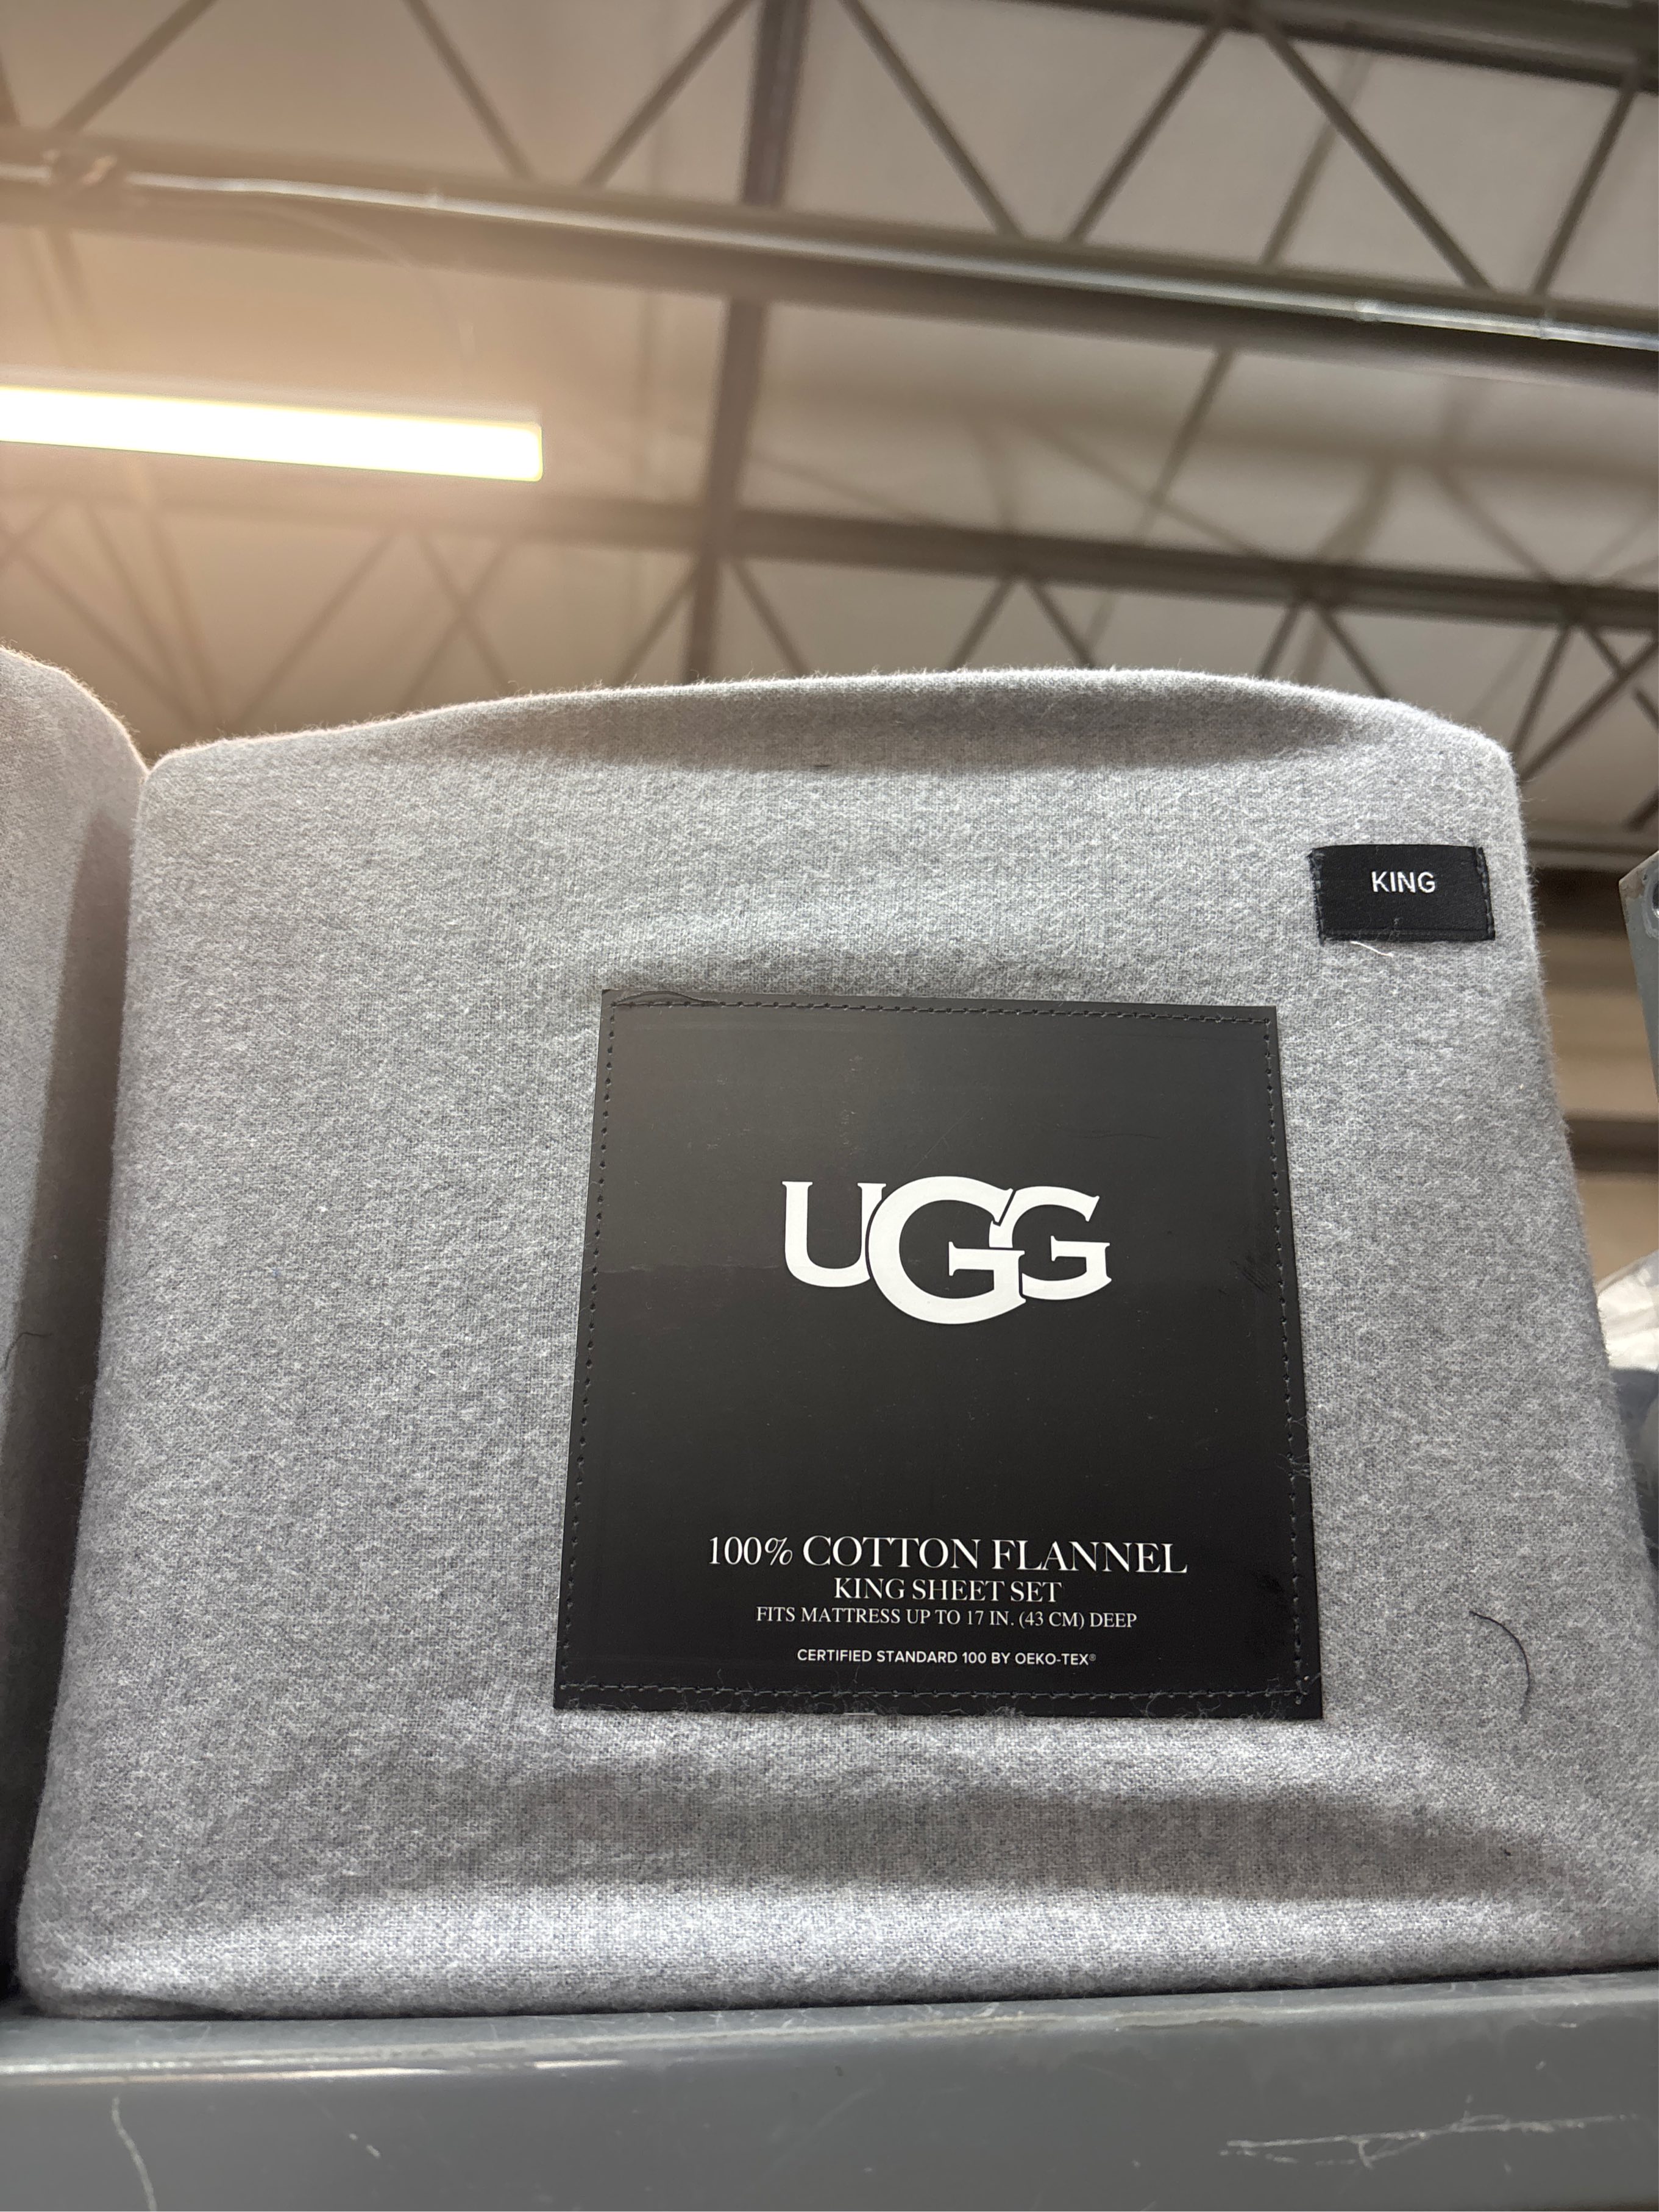 KING
UGG
100% COTTON FLANNEL
KING SHEET SET
FITS MATTRESS UP TO 17 IN. (43 CM) DEEP
CERTIFIED STANDARD 100 BY OEKO-TEX®